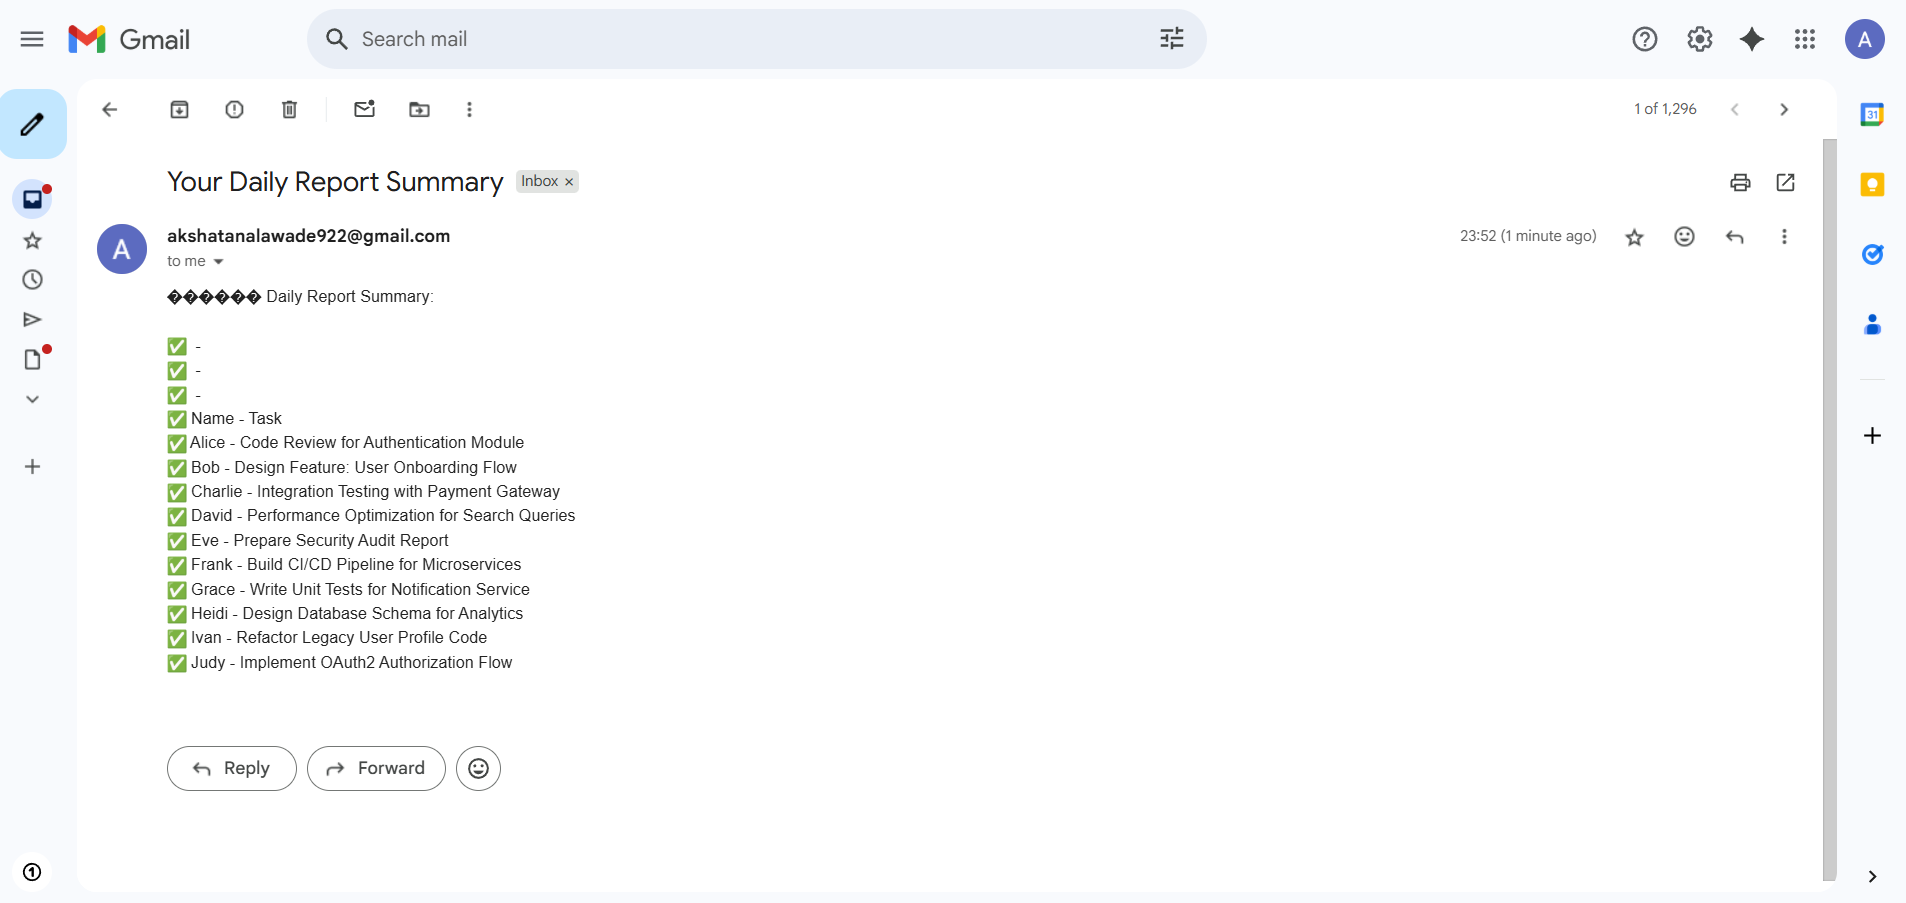 Gmail
Search mail
A
1 of 1,296
31
Your Daily Report Summary
Inbox ×
A
akshatanalawade922@gmail.com
23:52 (1 minute ago)
to me
������ Daily Report Summary:
✅ -
✅ -
✅ -
✅ Name - Task
✅ Alice - Code Review for Authentication Module
✅ Bob - Design Feature: User Onboarding Flow
✅ Charlie - Integration Testing with Payment Gateway
✅ David - Performance Optimization for Search Queries
✅ Eve - Prepare Security Audit Report
✅ Frank - Build CI/CD Pipeline for Microservices
✅ Grace - Write Unit Tests for Notification Service
✅ Heidi - Design Database Schema for Analytics
✅ Ivan - Refactor Legacy User Profile Code
✅ Judy - Implement OAuth2 Authorization Flow
Reply
Forward
1